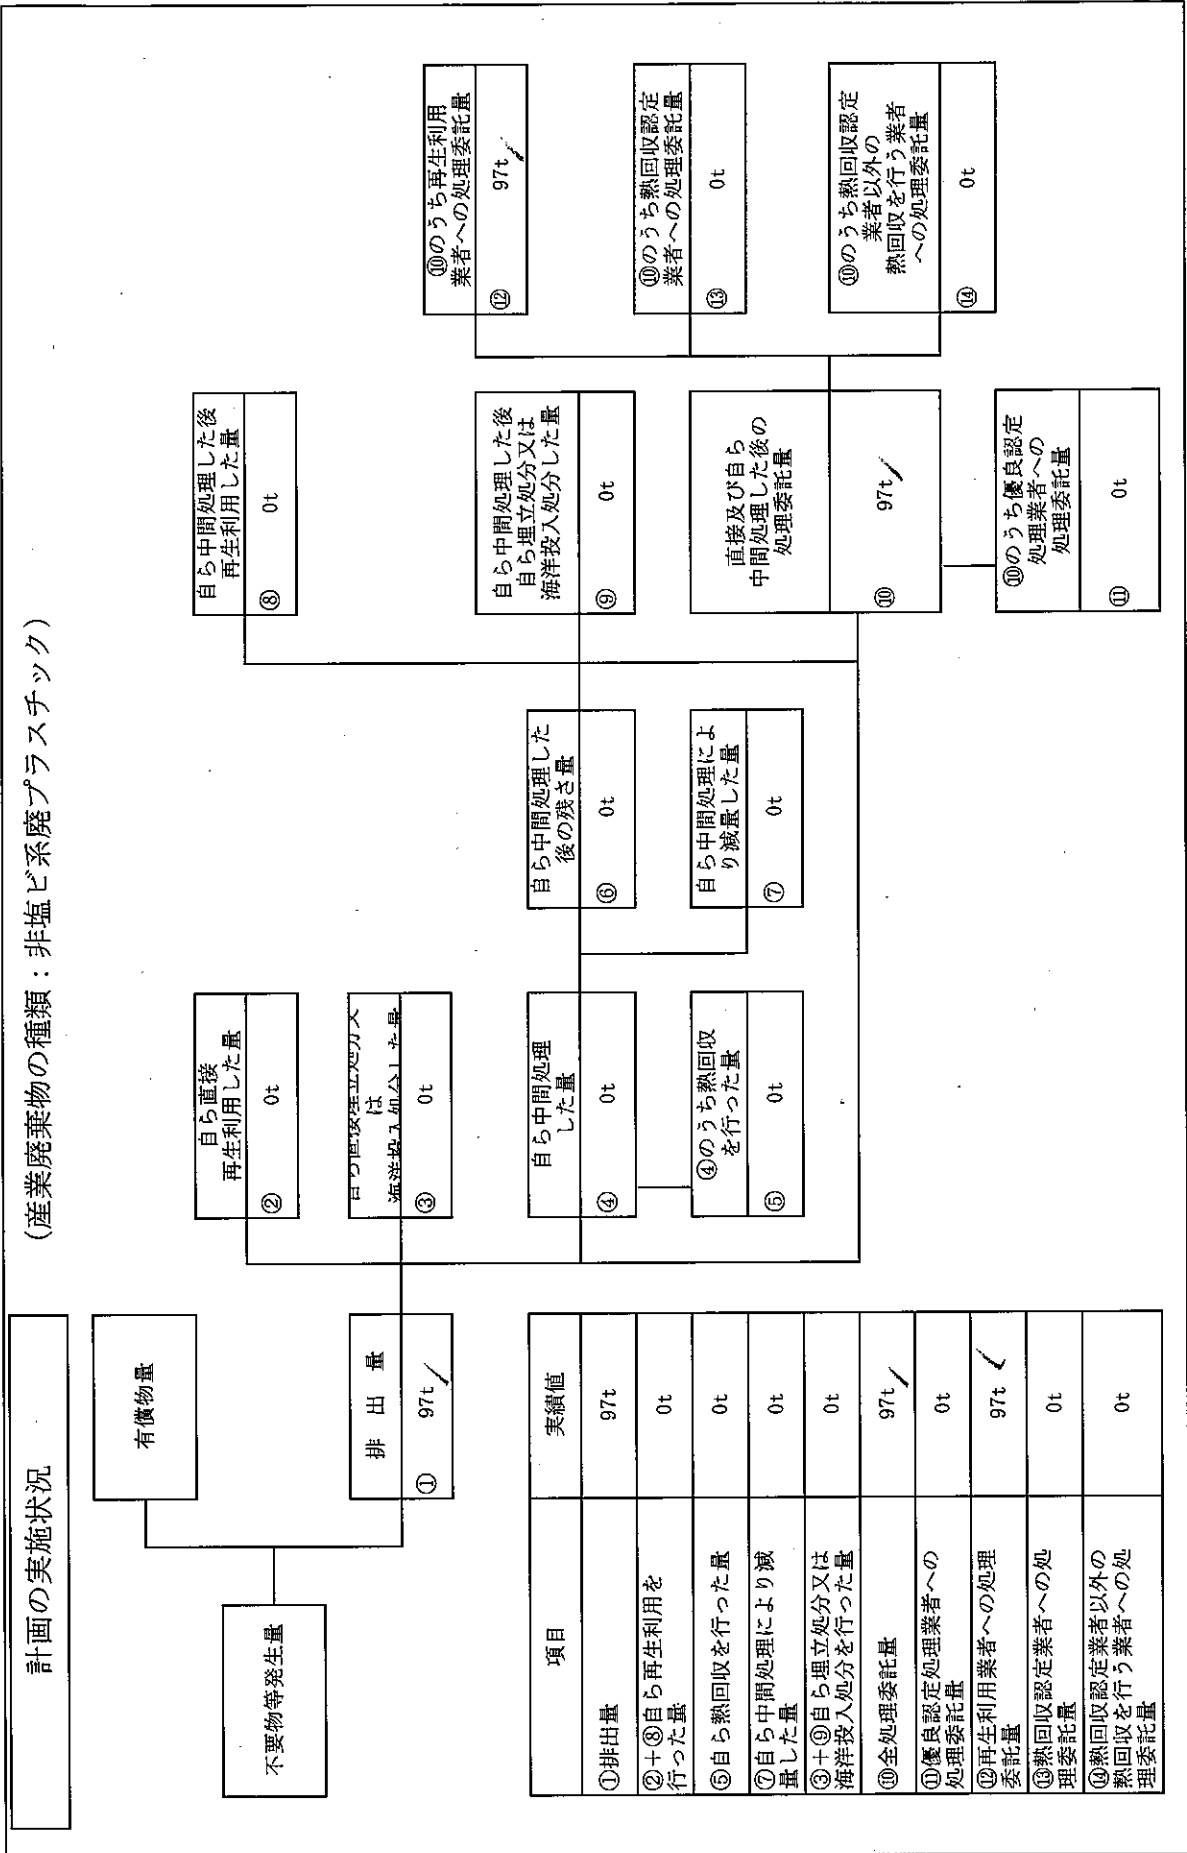 計画の実施状況
(産業廃棄物の種類：非塩ビ系廃プラスチック)
不要物等発生量
有償物量
排 出 量
① 97t
自ら直接
再生利用した量
② 0t
自ら直接埋立処分又
は
海洋投入処分した量
③ 0t
自ら中間処理
した量
④ 0t
④のうち熱回収
を行った量
⑤ 0t
自ら中間処理した
後の残さ量
⑥ 0t
自ら中間処理によ
り減量した量
⑦ 0t
自ら中間処理した後
再生利用した量
⑧ 0t
自ら中間処理した後
自ら埋立処分又は
海洋投入処分した量
⑨ 0t
直接及び自ら
中間処理した後の
処理委託量
⑩ 97t
⑩のうち優良認定
処理業者への
処理委託量
⑪ 0t
⑩のうち再生利用
業者への処理委託量
⑫ 97t
⑩のうち熱回収認定
業者への処理委託量
⑬ 0t
⑩のうち熱回収認定
業者以外の
熱回収を行う業者
への処理委託量
⑭ 0t
項目 実績値
①排出量 97t
②＋⑧自ら再生利用を
行った量 0t
⑤自ら熱回収を行った量 0t
⑦自ら中間処理により減
量した量 0t
③＋⑨自ら埋立処分又は
海洋投入処分を行った量 0t
⑩全処理委託量 97t
⑪優良認定処理業者への
処理委託量 0t
⑫再生利用業者への処理
委託量 97t
⑬熱回収認定業者への処
理委託量 0t
⑭熱回収認定業者以外の
熱回収を行う業者への処
理委託量 0t